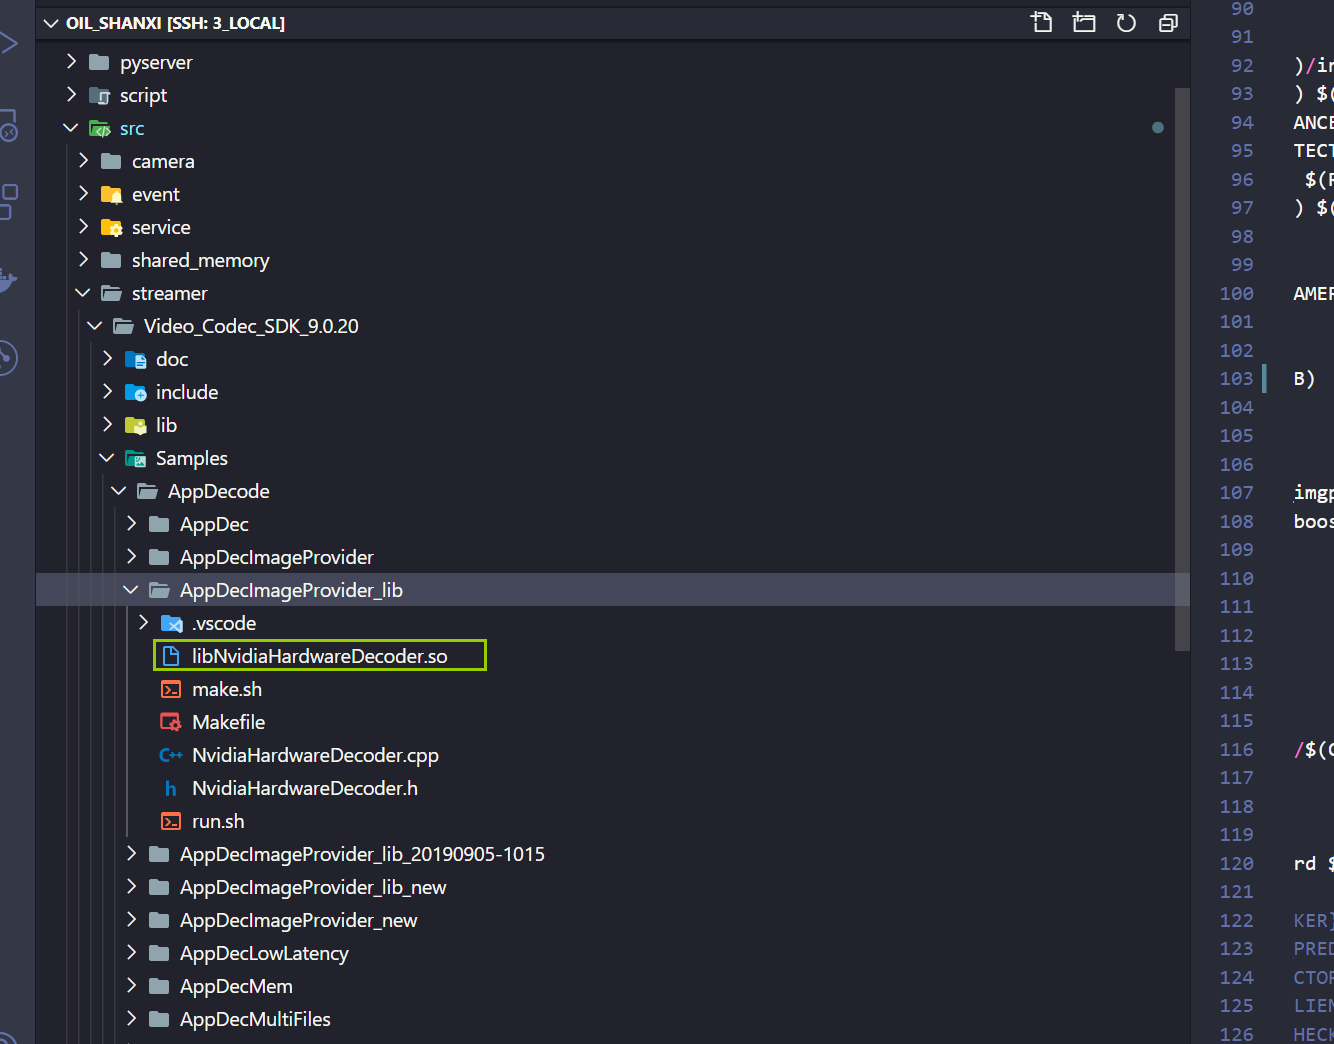 OIL_SHANXI [SSH: 3_LOCAL]
pyserver
script
src
camera
event
service
shared_memory
streamer
Video_Codec_SDK_9.0.20
doc
include
lib
Samples
AppDecode
AppDec
AppDecImageProvider
AppDecImageProvider_lib
.vscode
libNvidiaHardwareDecoder.so
make.sh
Makefile
NvidiaHardwareDecoder.cpp
NvidiaHardwareDecoder.h
run.sh
AppDecImageProvider_lib_20190905-1015
AppDecImageProvider_lib_new
AppDecImageProvider_new
AppDecLowLatency
AppDecMem
AppDecMultiFiles
90
91
92 )/in
93 ) $(
94 ANCE
95 TECT
96 $(
97 ) $(
98
99
100 AMER
101
102
103 B)
104
105
106
107 imgp
108 boos
109
110
111
112
113
114
115
116 /$(
117
118
119
120 rd $
121
122 KER}
123 PRED
124 CTOR
125 LIEN
126 HECK